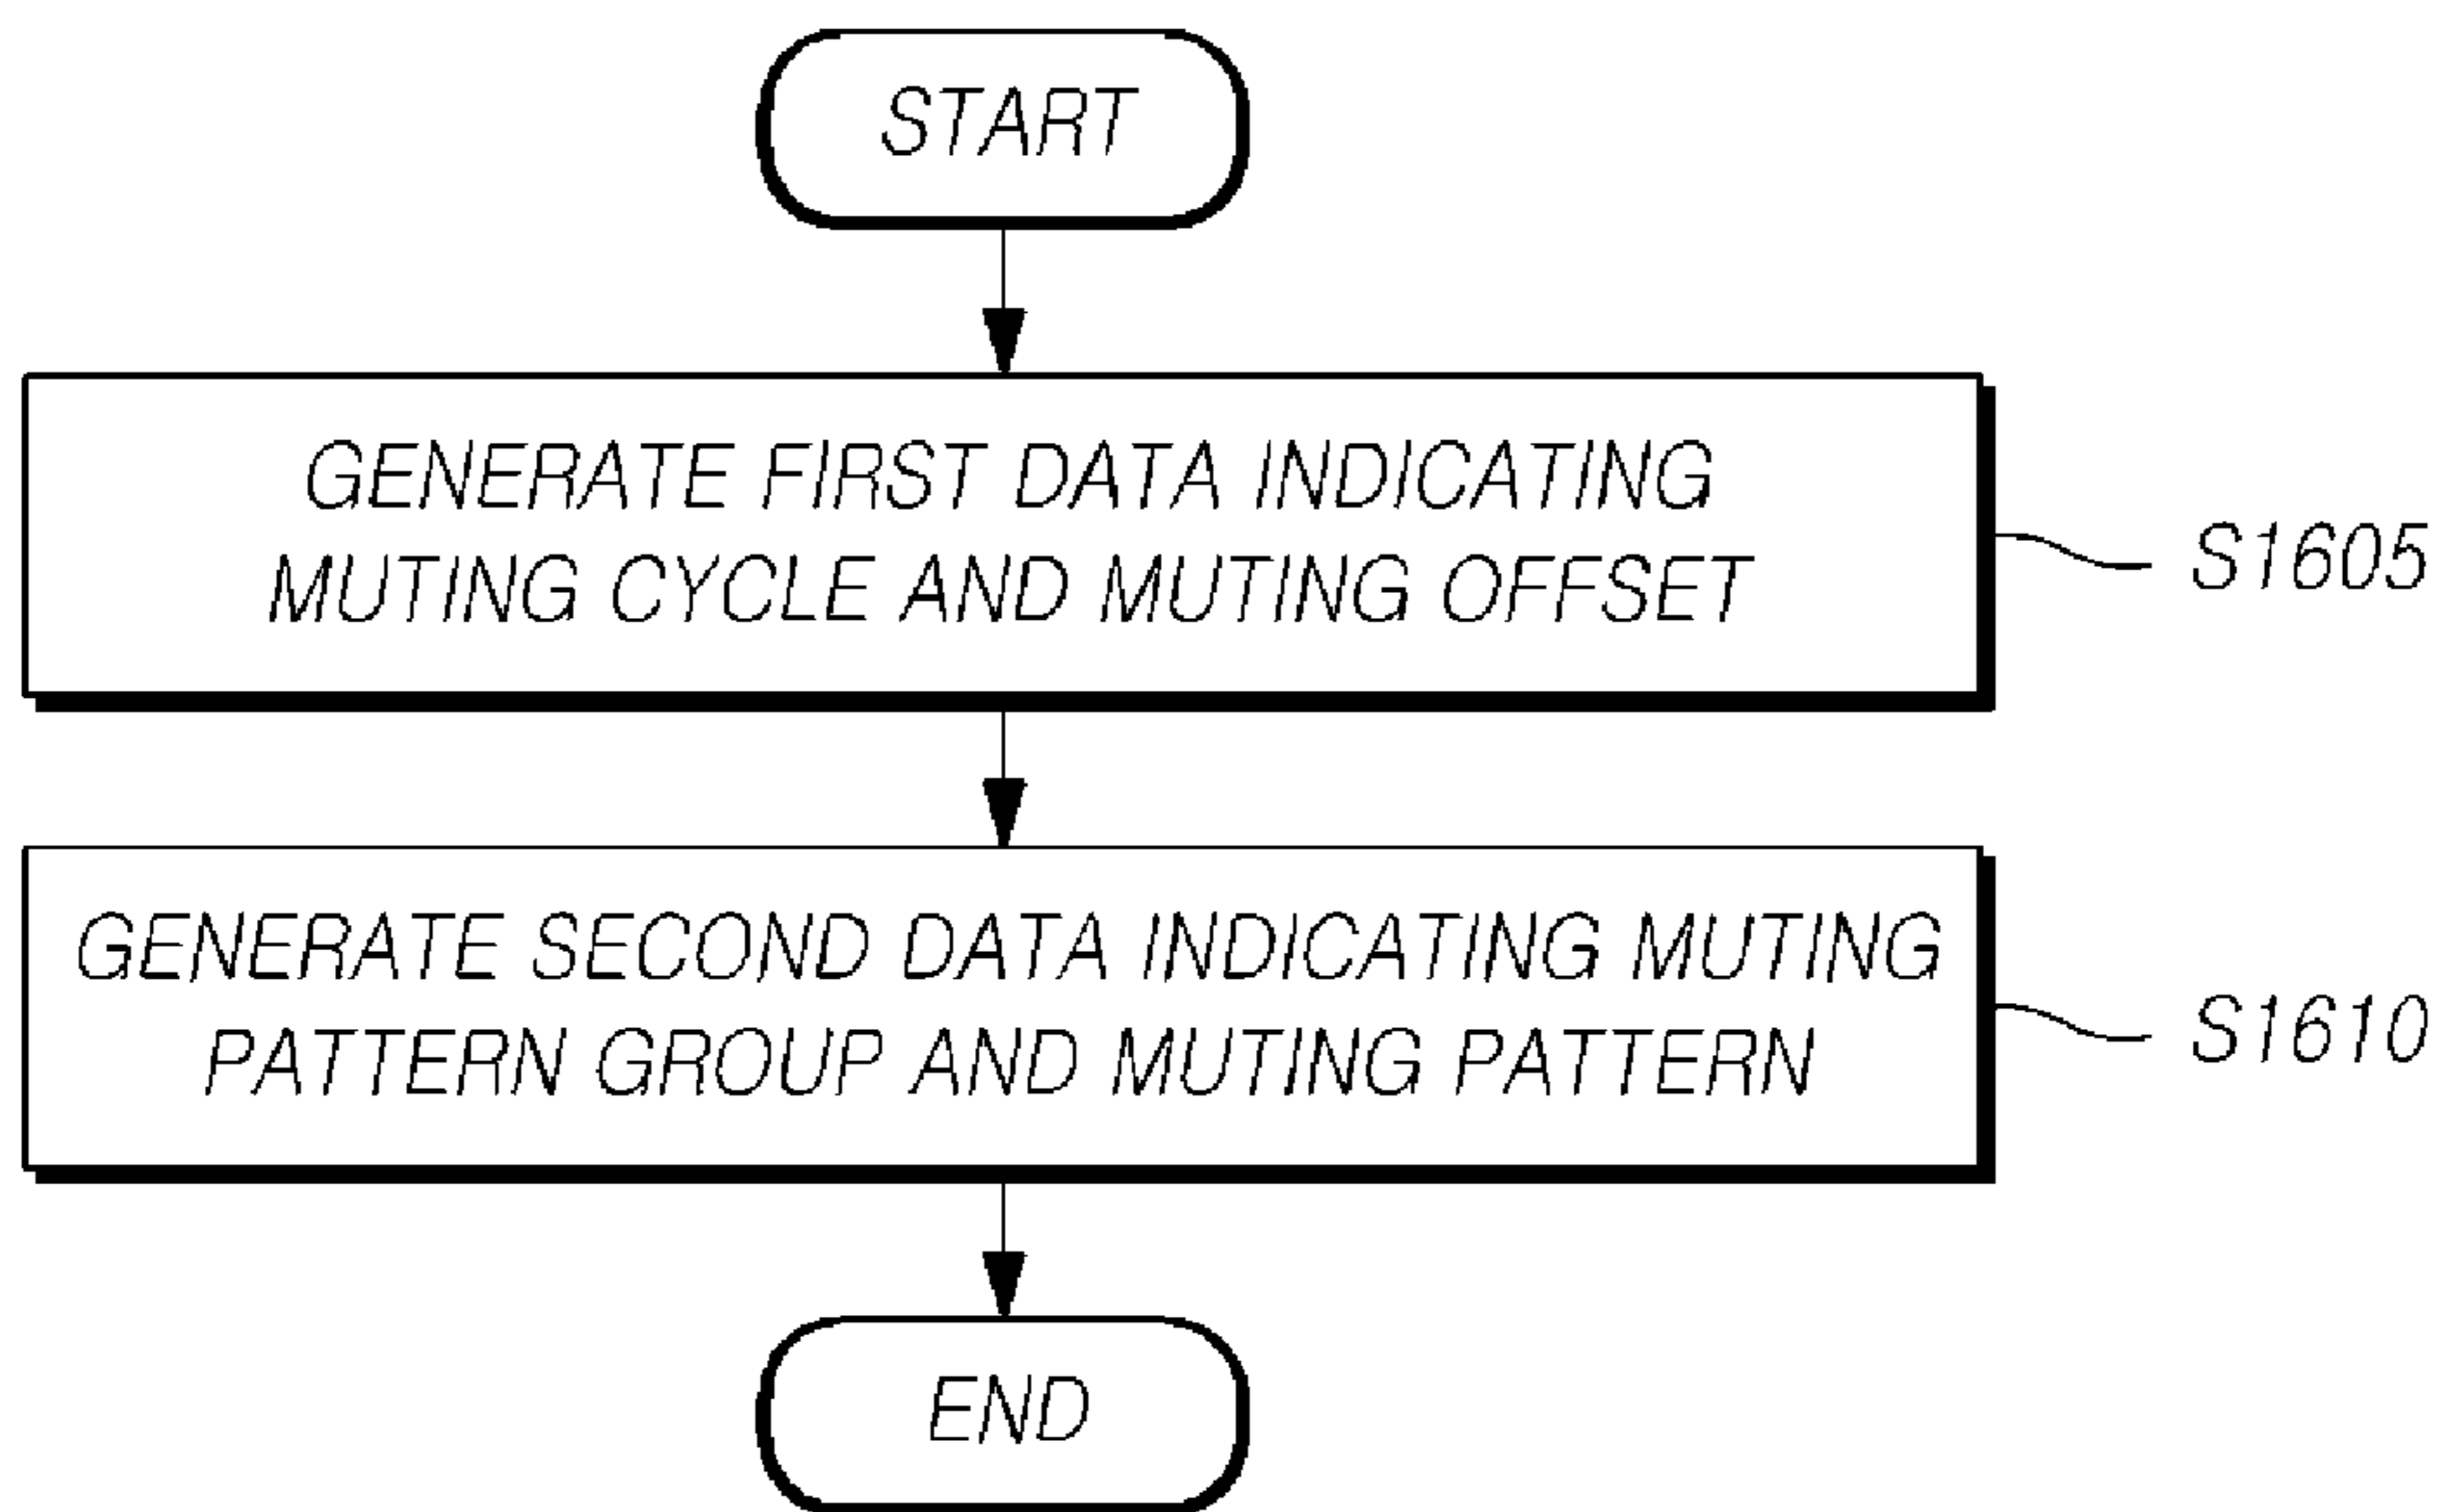 START
GENERATE FIRST DATA INDICATING
MUTING CYCLE AND MUTING OFFSET
S1605
GENERATE SECOND DATA INDICATING MUTING
PATTERN GROUP AND MUTING PATTERN
S1610
END